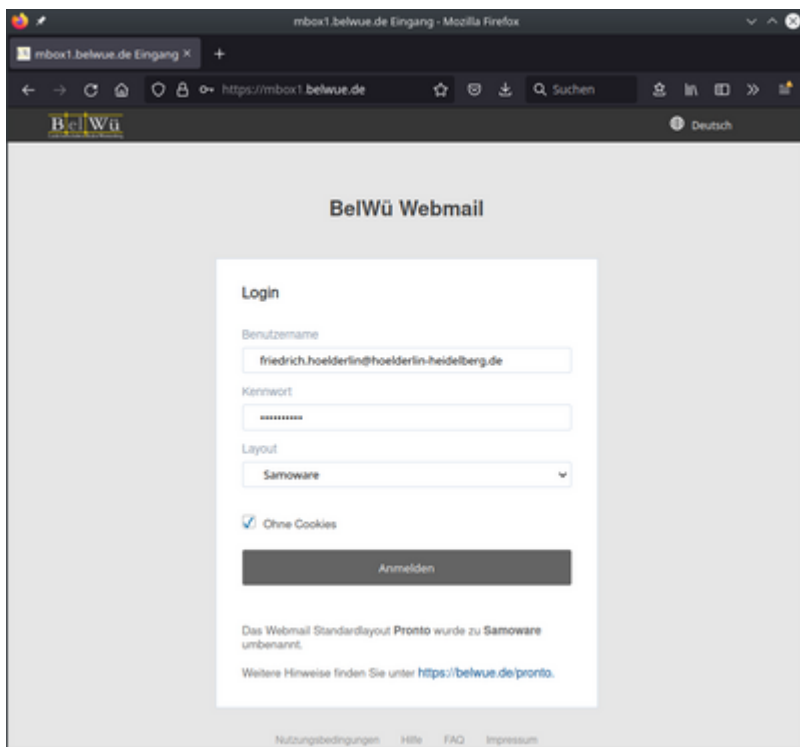 mbox1.belwue.de Eingang - Mozilla Firefox
mbox1.belwue.de Eingang
https://mbox1.belwue.de
Suchen
BelWü
Deutsch
BelWü Webmail
Login
Benutzername
friedrich.hoelderlin@hoelderlin-heidelberg.de
Kennwort
••••••••••
Layout
Samoware
Ohne Cookies
Anmelden
Das Webmail Standardlayout Pronto wurde zu Samoware
umbenannt.
Weitere Hinweise finden Sie unter https://belwue.de/pronto.
Nutzungsbedingungen Hilfe FAQ Impressum